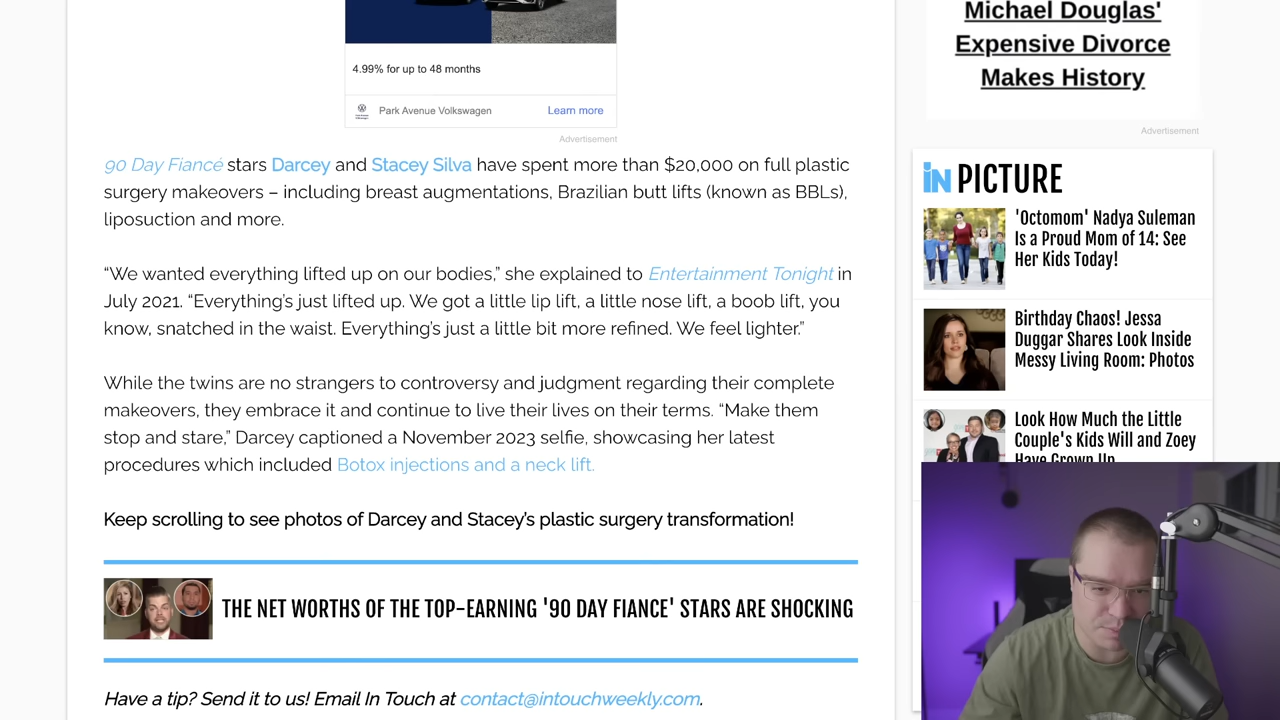 4.99% for up to 48 months
Park Avenue Volkswagen
Learn more
Advertisement
90 Day Fiancé stars Darcey and Stacey Silva have spent more than $20,000 on full plastic
surgery makeovers – including breast augmentations, Brazilian butt lifts (known as BBLs),
liposuction and more.
“We wanted everything lifted up on our bodies,” she explained to Entertainment Tonight in
July 2021. “Everything’s just lifted up. We got a little lip lift, a little nose lift, a boob lift, you
know, snatched in the waist. Everything’s just a little bit more refined. We feel lighter.”
While the twins are no strangers to controversy and judgment regarding their complete
makeovers, they embrace it and continue to live their lives on their terms. “Make them
stop and stare,” Darcey captioned a November 2023 selfie, showcasing her latest
procedures which included Botox injections and a neck lift.
Keep scrolling to see photos of Darcey and Stacey’s plastic surgery transformation!
THE NET WORTHS OF THE TOP-EARNING '90 DAY FIANCE' STARS ARE SHOCKING
Have a tip? Send it to us! Email In Touch at contact@intouchweekly.com.
Michael Douglas'
Expensive Divorce
Makes History
Advertisement
IN PICTURE
'Octomom' Nadya Suleman
Is a Proud Mom of 14: See
Her Kids Today!
Birthday Chaos! Jessa
Duggar Shares Look Inside
Messy Living Room: Photos
Look How Much the Little
Couple's Kids Will and Zoey
Have Grown Up